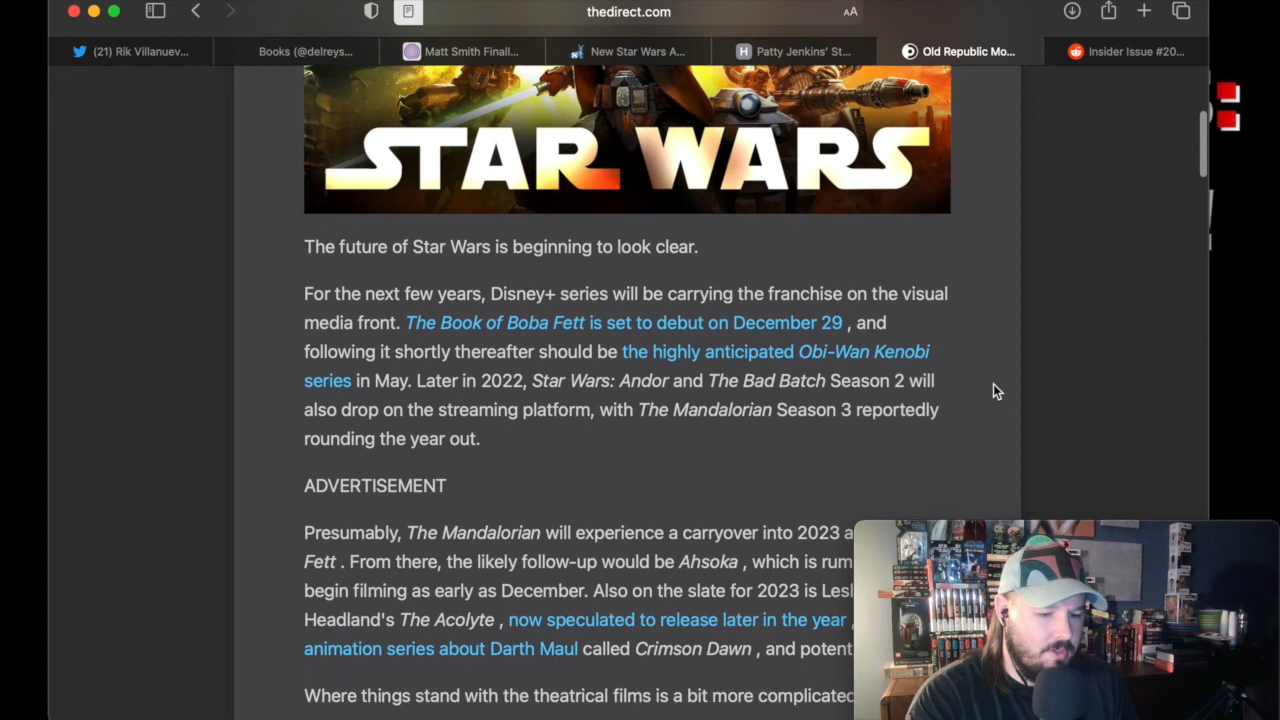 thedirect.com
AA
(21) Rik Villanuev...
Books (@delreys...
Matt Smith Finall...
New Star Wars A...
H Patty Jenkins' St...
Old Republic Mo...
Insider Issue #20...
STAR WARS
The future of Star Wars is beginning to look clear.
For the next few years, Disney+ series will be carrying the franchise on the visual
media front. The Book of Boba Fett is set to debut on December 29 , and
following it shortly thereafter should be the highly anticipated Obi-Wan Kenobi
series in May. Later in 2022, Star Wars: Andor and The Bad Batch Season 2 will
also drop on the streaming platform, with The Mandalorian Season 3 reportedly
rounding the year out.
ADVERTISEMENT
Presumably, The Mandalorian will experience a carryover into 2023 a
Fett . From there, the likely follow-up would be Ahsoka , which is rum
begin filming as early as December. Also on the slate for 2023 is Lesl
Headland's The Acolyte , now speculated to release later in the year ,
animation series about Darth Maul called Crimson Dawn , and potent
Where things stand with the theatrical films is a bit more complicated